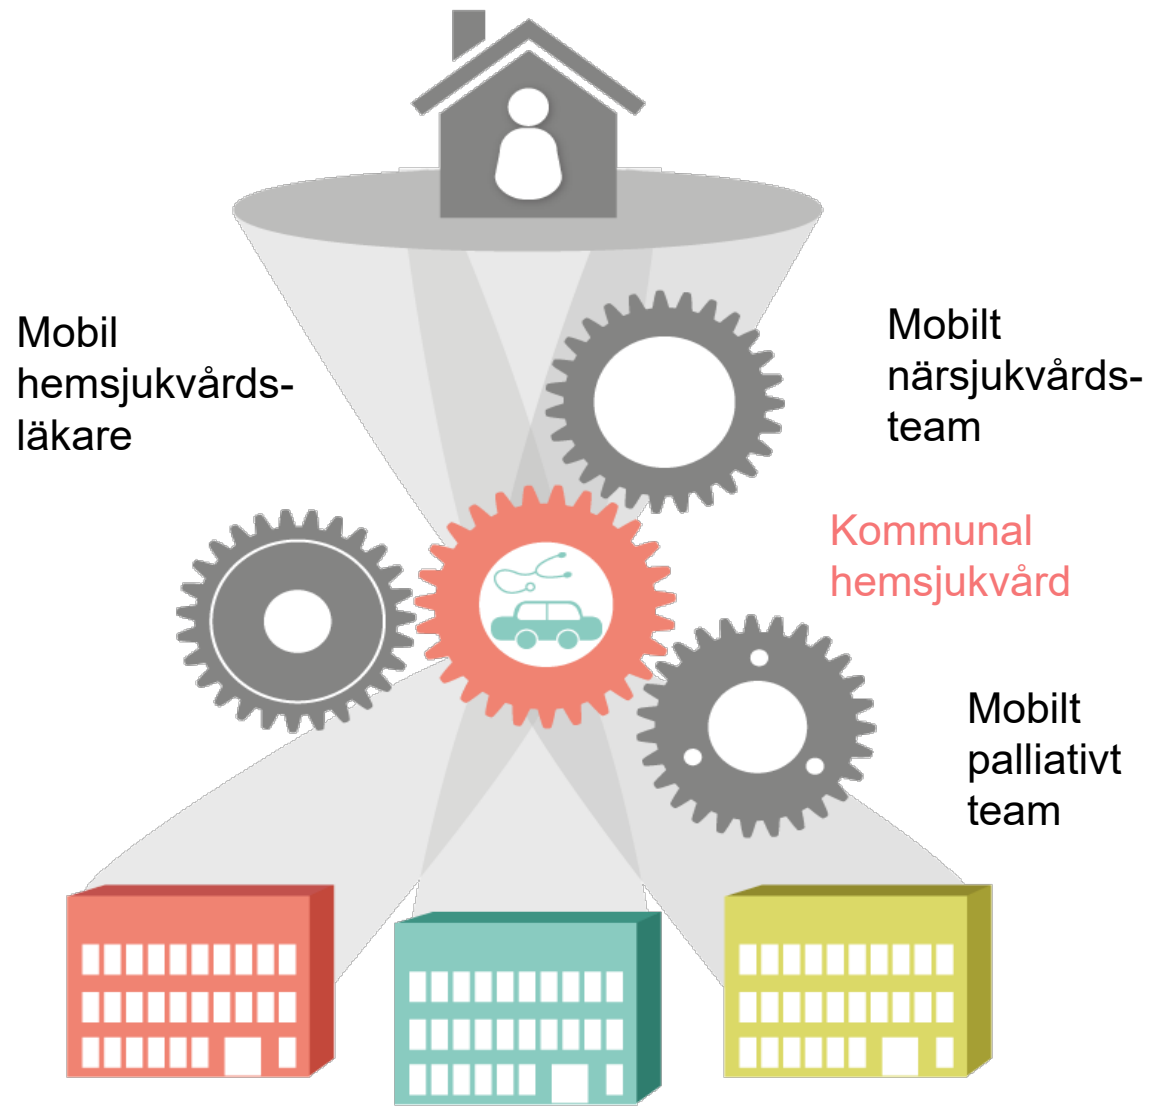 Mobil
hemsjukvårds-
läkare
Mobilt
närsjukvårds-
team
Kommunal
hemsjukvård
Mobilt
palliativt
team